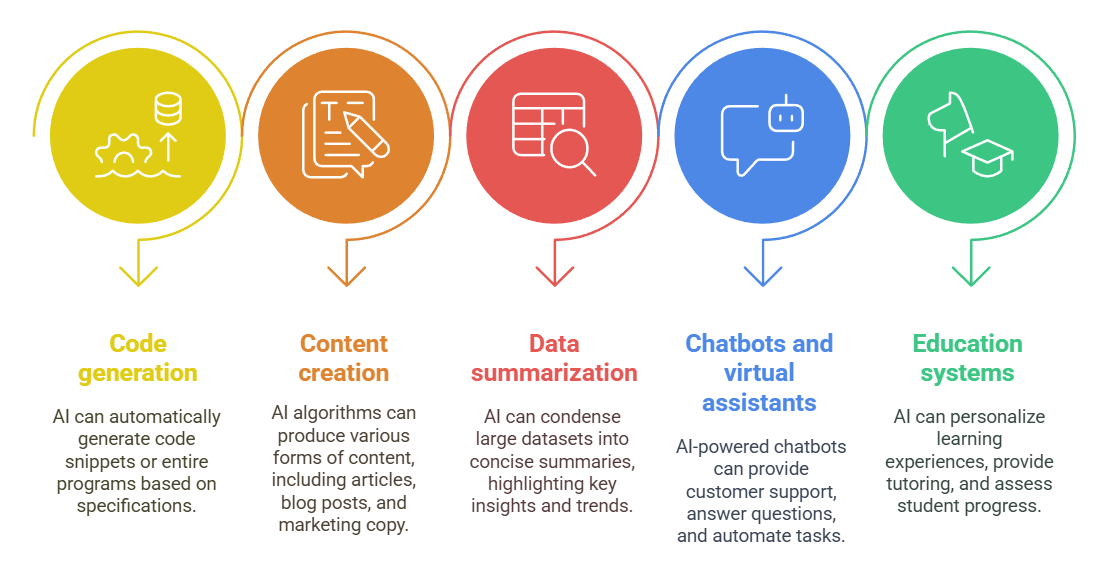 Code
generation
AI can automatically
generate code
snippets or entire
programs based on
specifications.
Content
creation
AI algorithms can
produce various
forms of content,
including articles,
blog posts, and
marketing copy.
Data
summarization
AI can condense
large datasets into
concise summaries,
highlighting key
insights and trends.
Chatbots and
virtual
assistants
AI-powered chatbots
can provide
customer support,
answer questions,
and automate tasks.
Education
systems
AI can personalize
learning
experiences, provide
tutoring, and assess
student progress.